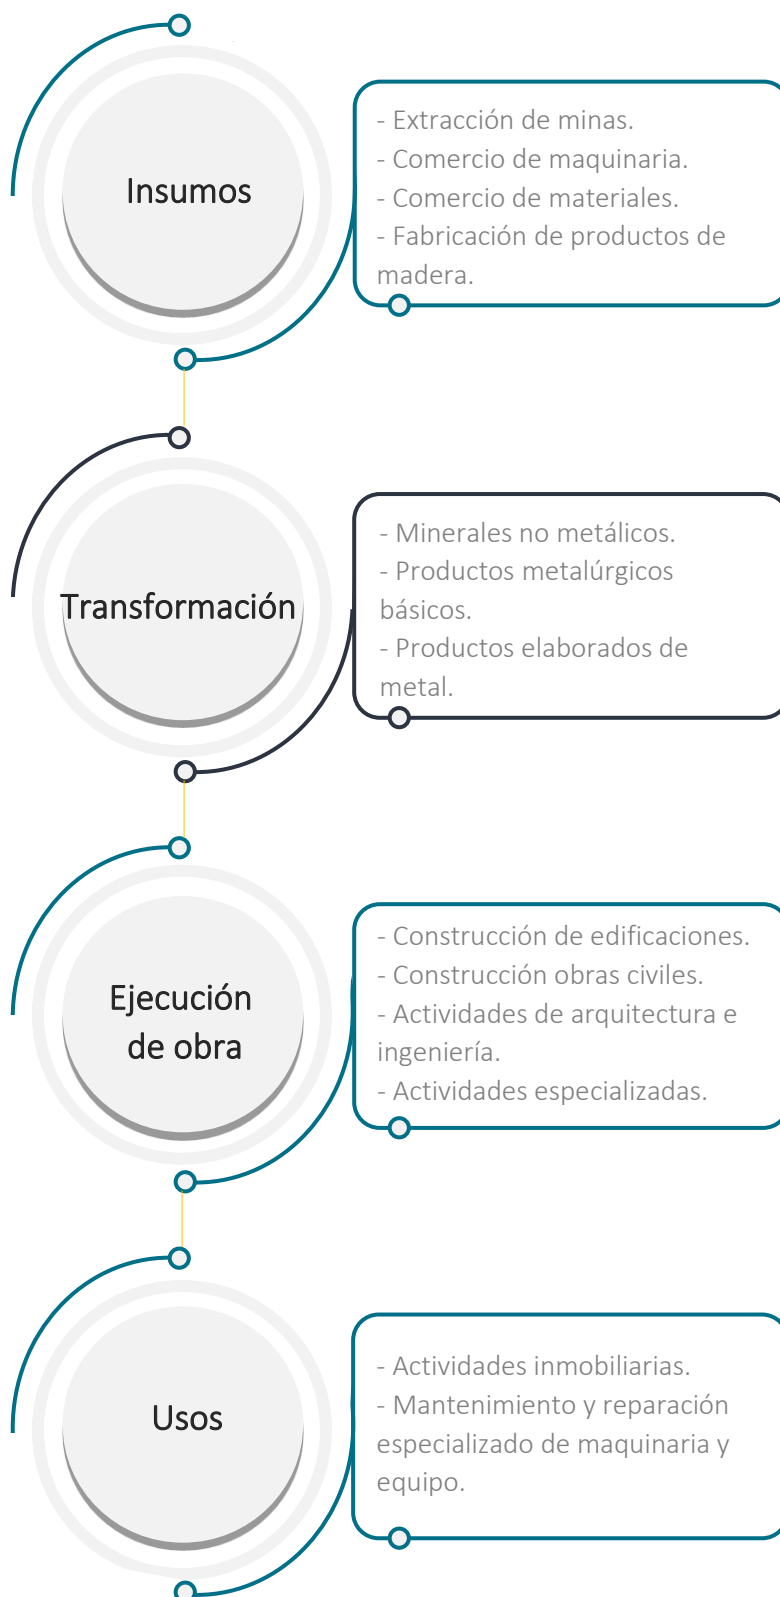 Insumos
- Extracción de minas.
- Comercio de maquinaria.
- Comercio de materiales.
- Fabricación de productos de
madera.
Transformación
- Minerales no metálicos.
- Productos metalúrgicos
básicos.
- Productos elaborados de
metal.
Ejecución
de obra
- Construcción de edificaciones.
- Construcción obras civiles.
- Actividades de arquitectura e
ingeniería.
- Actividades especializadas.
Usos
- Actividades inmobiliarias.
- Mantenimiento y reparación
especializado de maquinaria y
equipo.